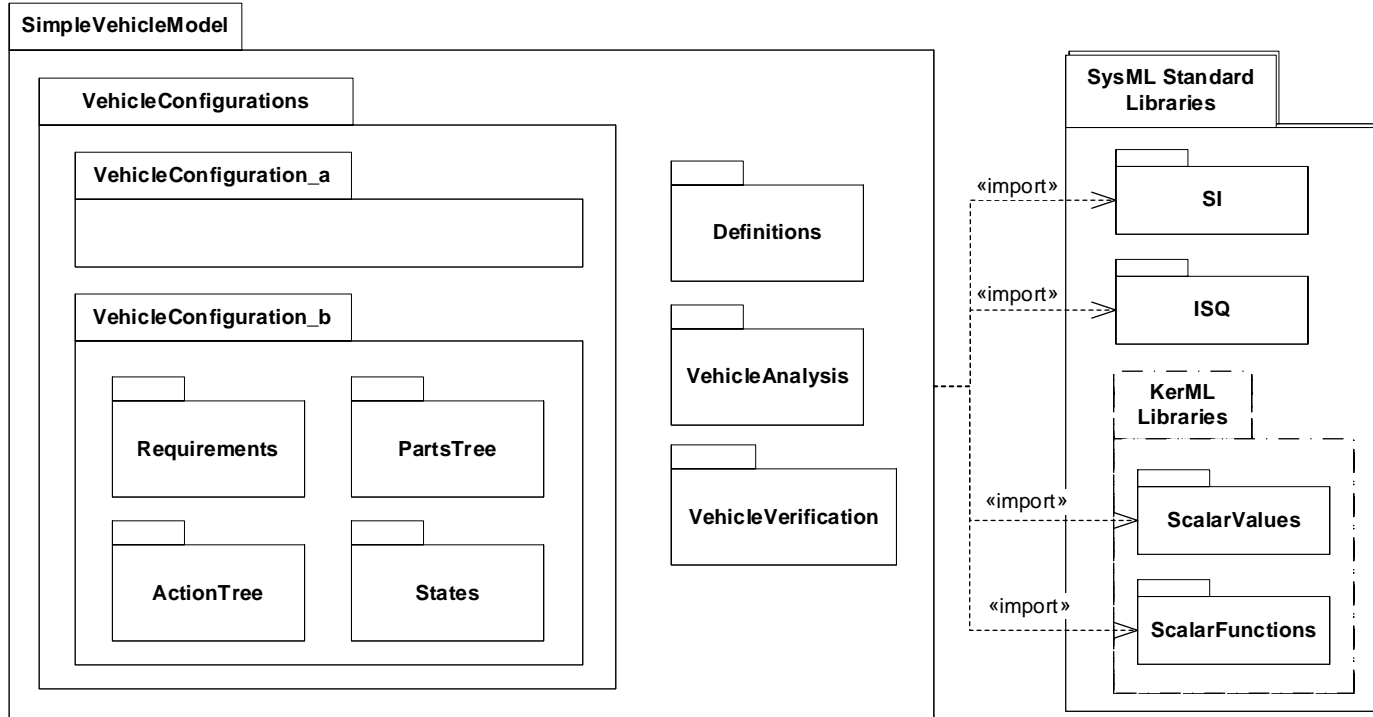 SimpleVehicleModel
VehicleConfigurations
VehicleConfiguration_a
VehicleConfiguration_b
Requirements
PartsTree
ActionTree
States
Definitions
VehicleAnalysis
VehicleVerification
«import»
«import»
«import»
«import»
SysML Standard
Libraries
SI
ISQ
KerML
Libraries
ScalarValues
ScalarFunctions